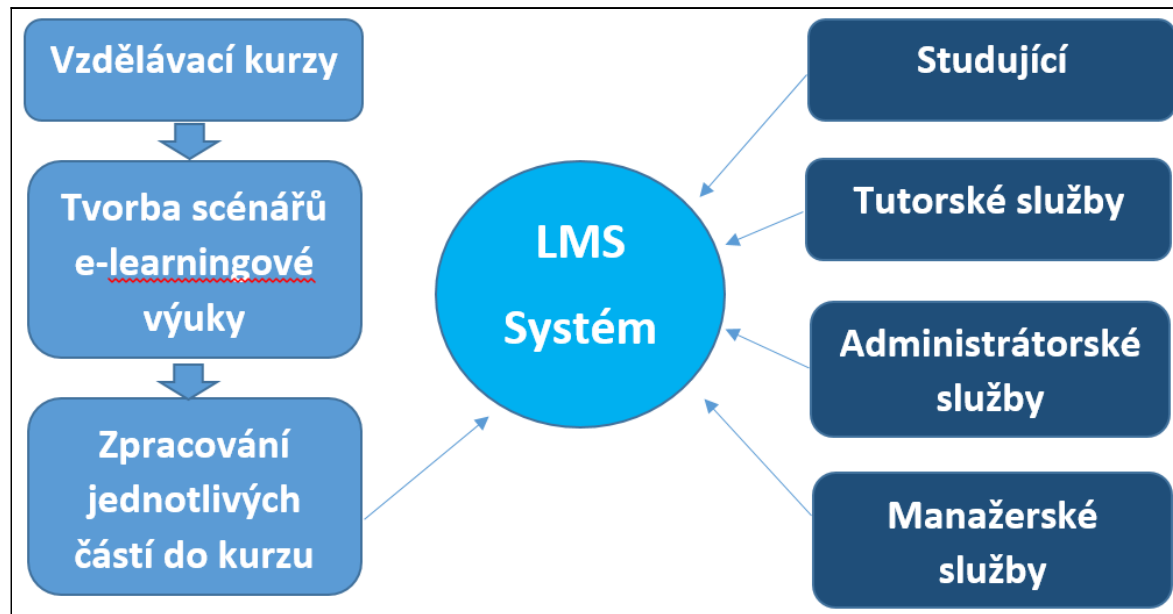 Vzdělávací kurzy
Tvorba scénářů
e-learningové
výuky
Zpracování
jednotlivých
částí do kurzu
LMS
Systém
Studující
Tutorské služby
Administrátorské
služby
Manažerské
služby